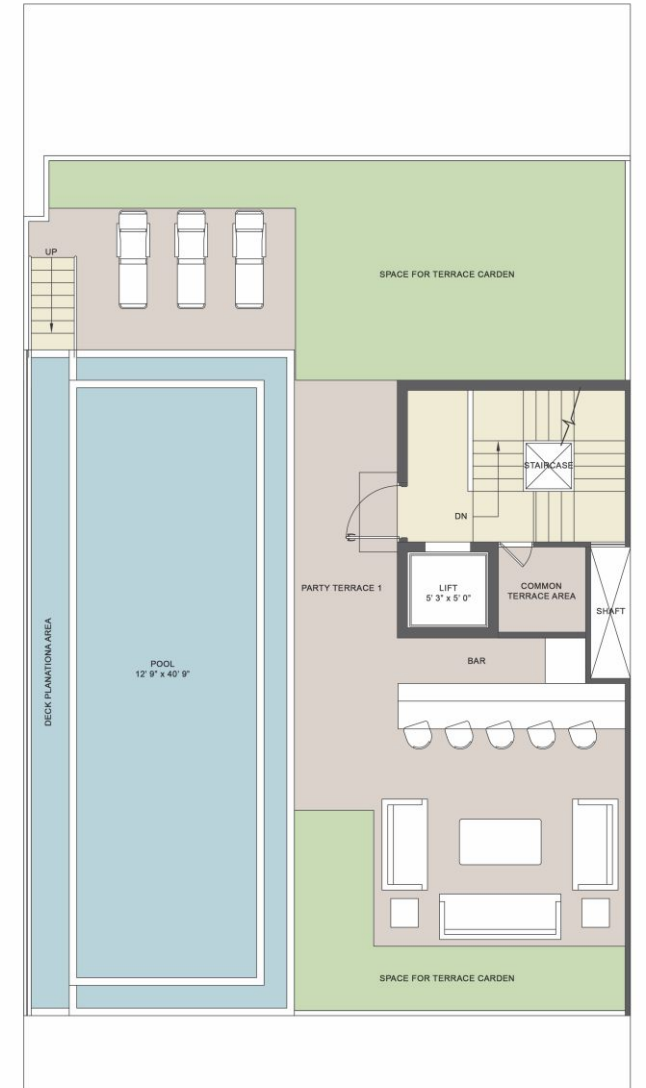 SPACE FOR TERRACE CARDEN
UP
STAIRCASE
DN
PARTY TERRACE 1
LIFT
5' 3" x 5' 0"
COMMON
TERRACE AREA
SHAFT
DECK PLANATIONA AREA
POOL
12' 9" x 40' 9"
BAR
SPACE FOR TERRACE CARDEN